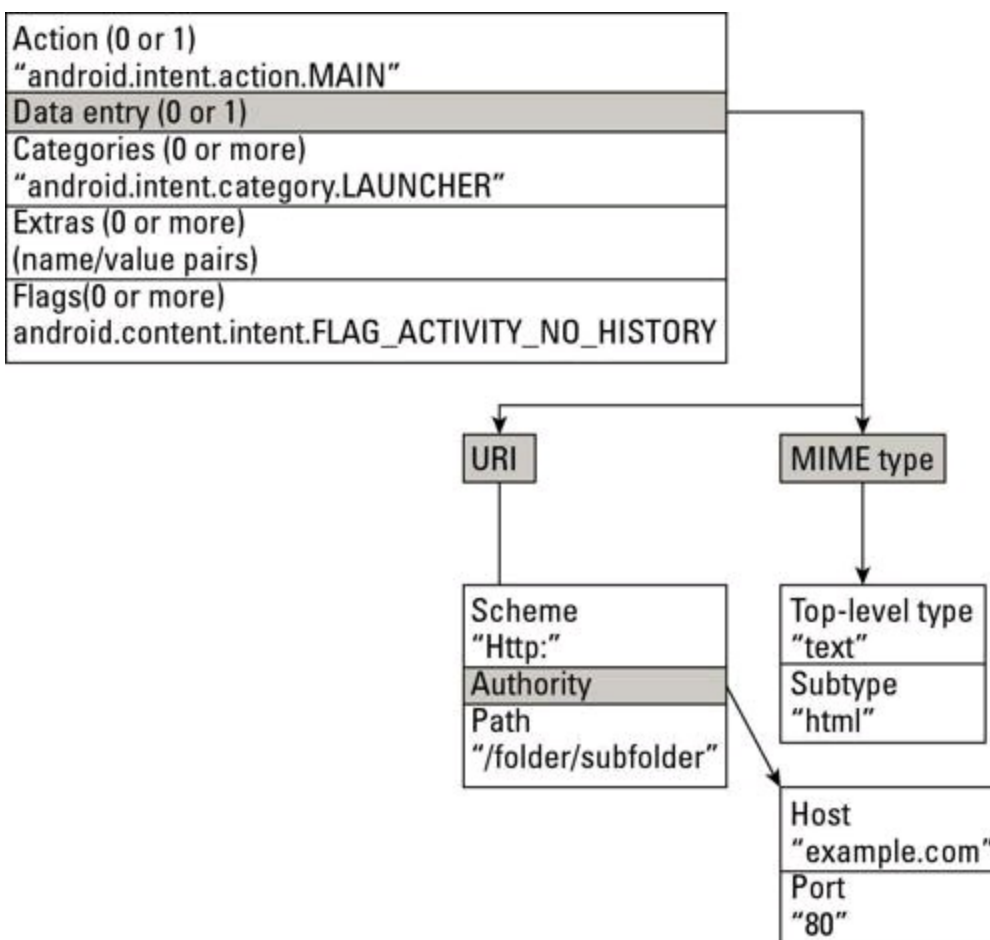 Action (0 or 1)
“android.intent.action.MAIN”
Data entry (0 or 1)
Categories (0 or more)
“android.intent.category.LAUNCHER”
Extras (0 or more)
(name/value pairs)
Flags(0 or more)
android.content.intent.FLAG_ACTIVITY_NO_HISTORY
URI
MIME type
Scheme
“Http:”
Authority
Path
“/folder/subfolder”
Top-level type
“text”
Subtype
“html”
Host
“example.com”
Port
“80”